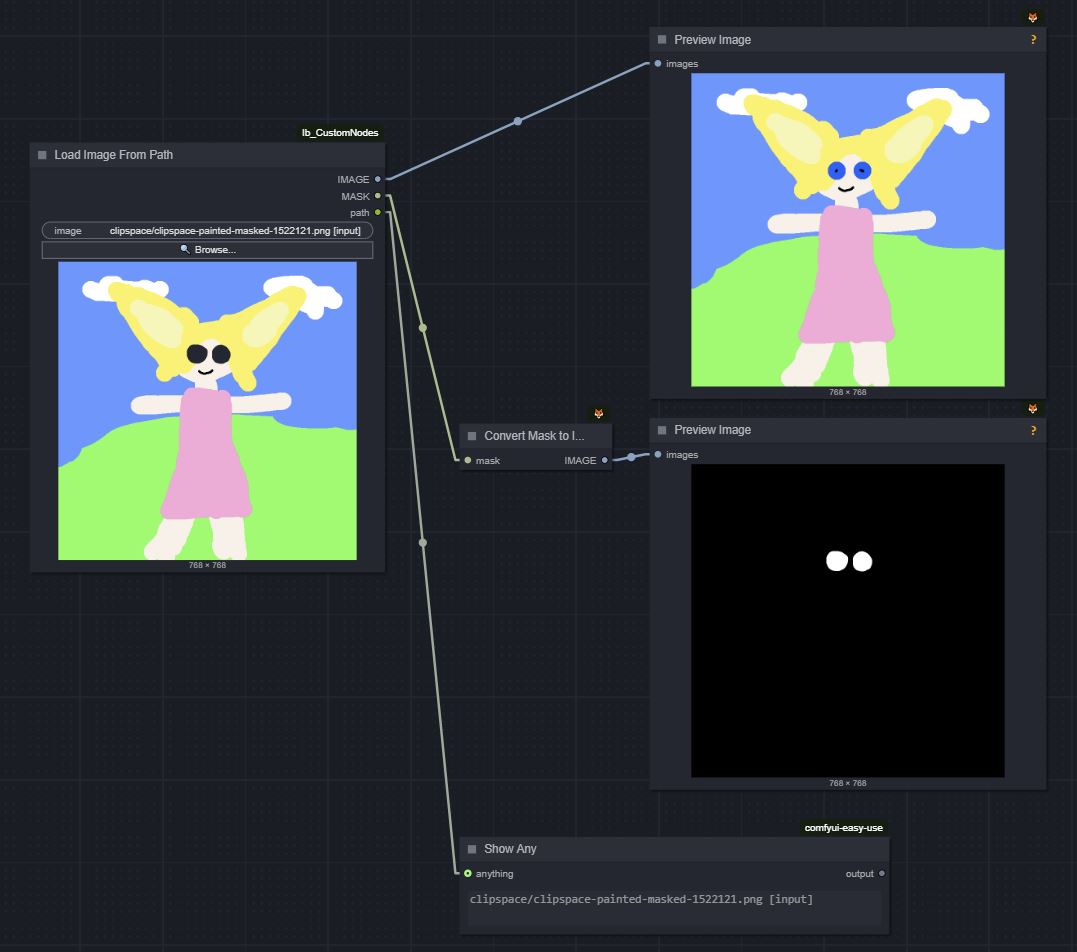 lb_CustomNodes
Load Image From Path
IMAGE
MASK
path
image clipspace/clipspace-painted-masked-1522121.png [input]
Browse...
768 × 768
Preview Image ?
images
768 × 768
Convert Mask to I...
mask IMAGE
Preview Image ?
images
768 × 768
comfyui-easy-use
Show Any
anything output
clipspace/clipspace-painted-masked-1522121.png [input]